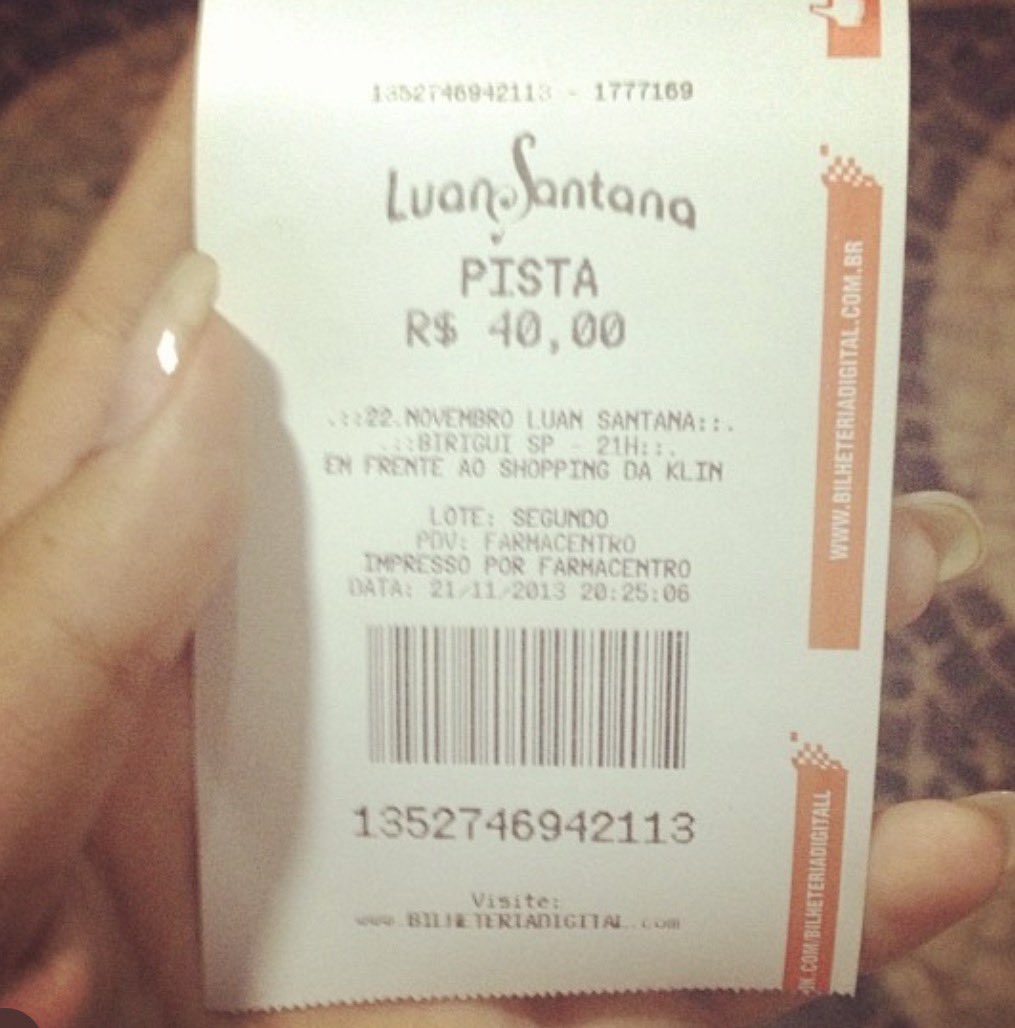 1352746942113 - 1777169
Luan Santana
PISTA
R$ 40,00
.::22.NOVEMBRO LUAN SANTANA::.
.::BIRIGUI SP - 21H::.
EM FRENTE AO SHOPPING DA KLIN
LOTE: SEGUNDO
PDV: FARMACENTRO
IMPRESSO POR FARMACENTRO
DATA: 21/11/2013 20:25:06
1352746942113
Visite:
www.BILHETERIADIGITAL.com
WWW.BILHETERIADIGITAL.COM.BR
.COM/BILHETERIADIGITALL